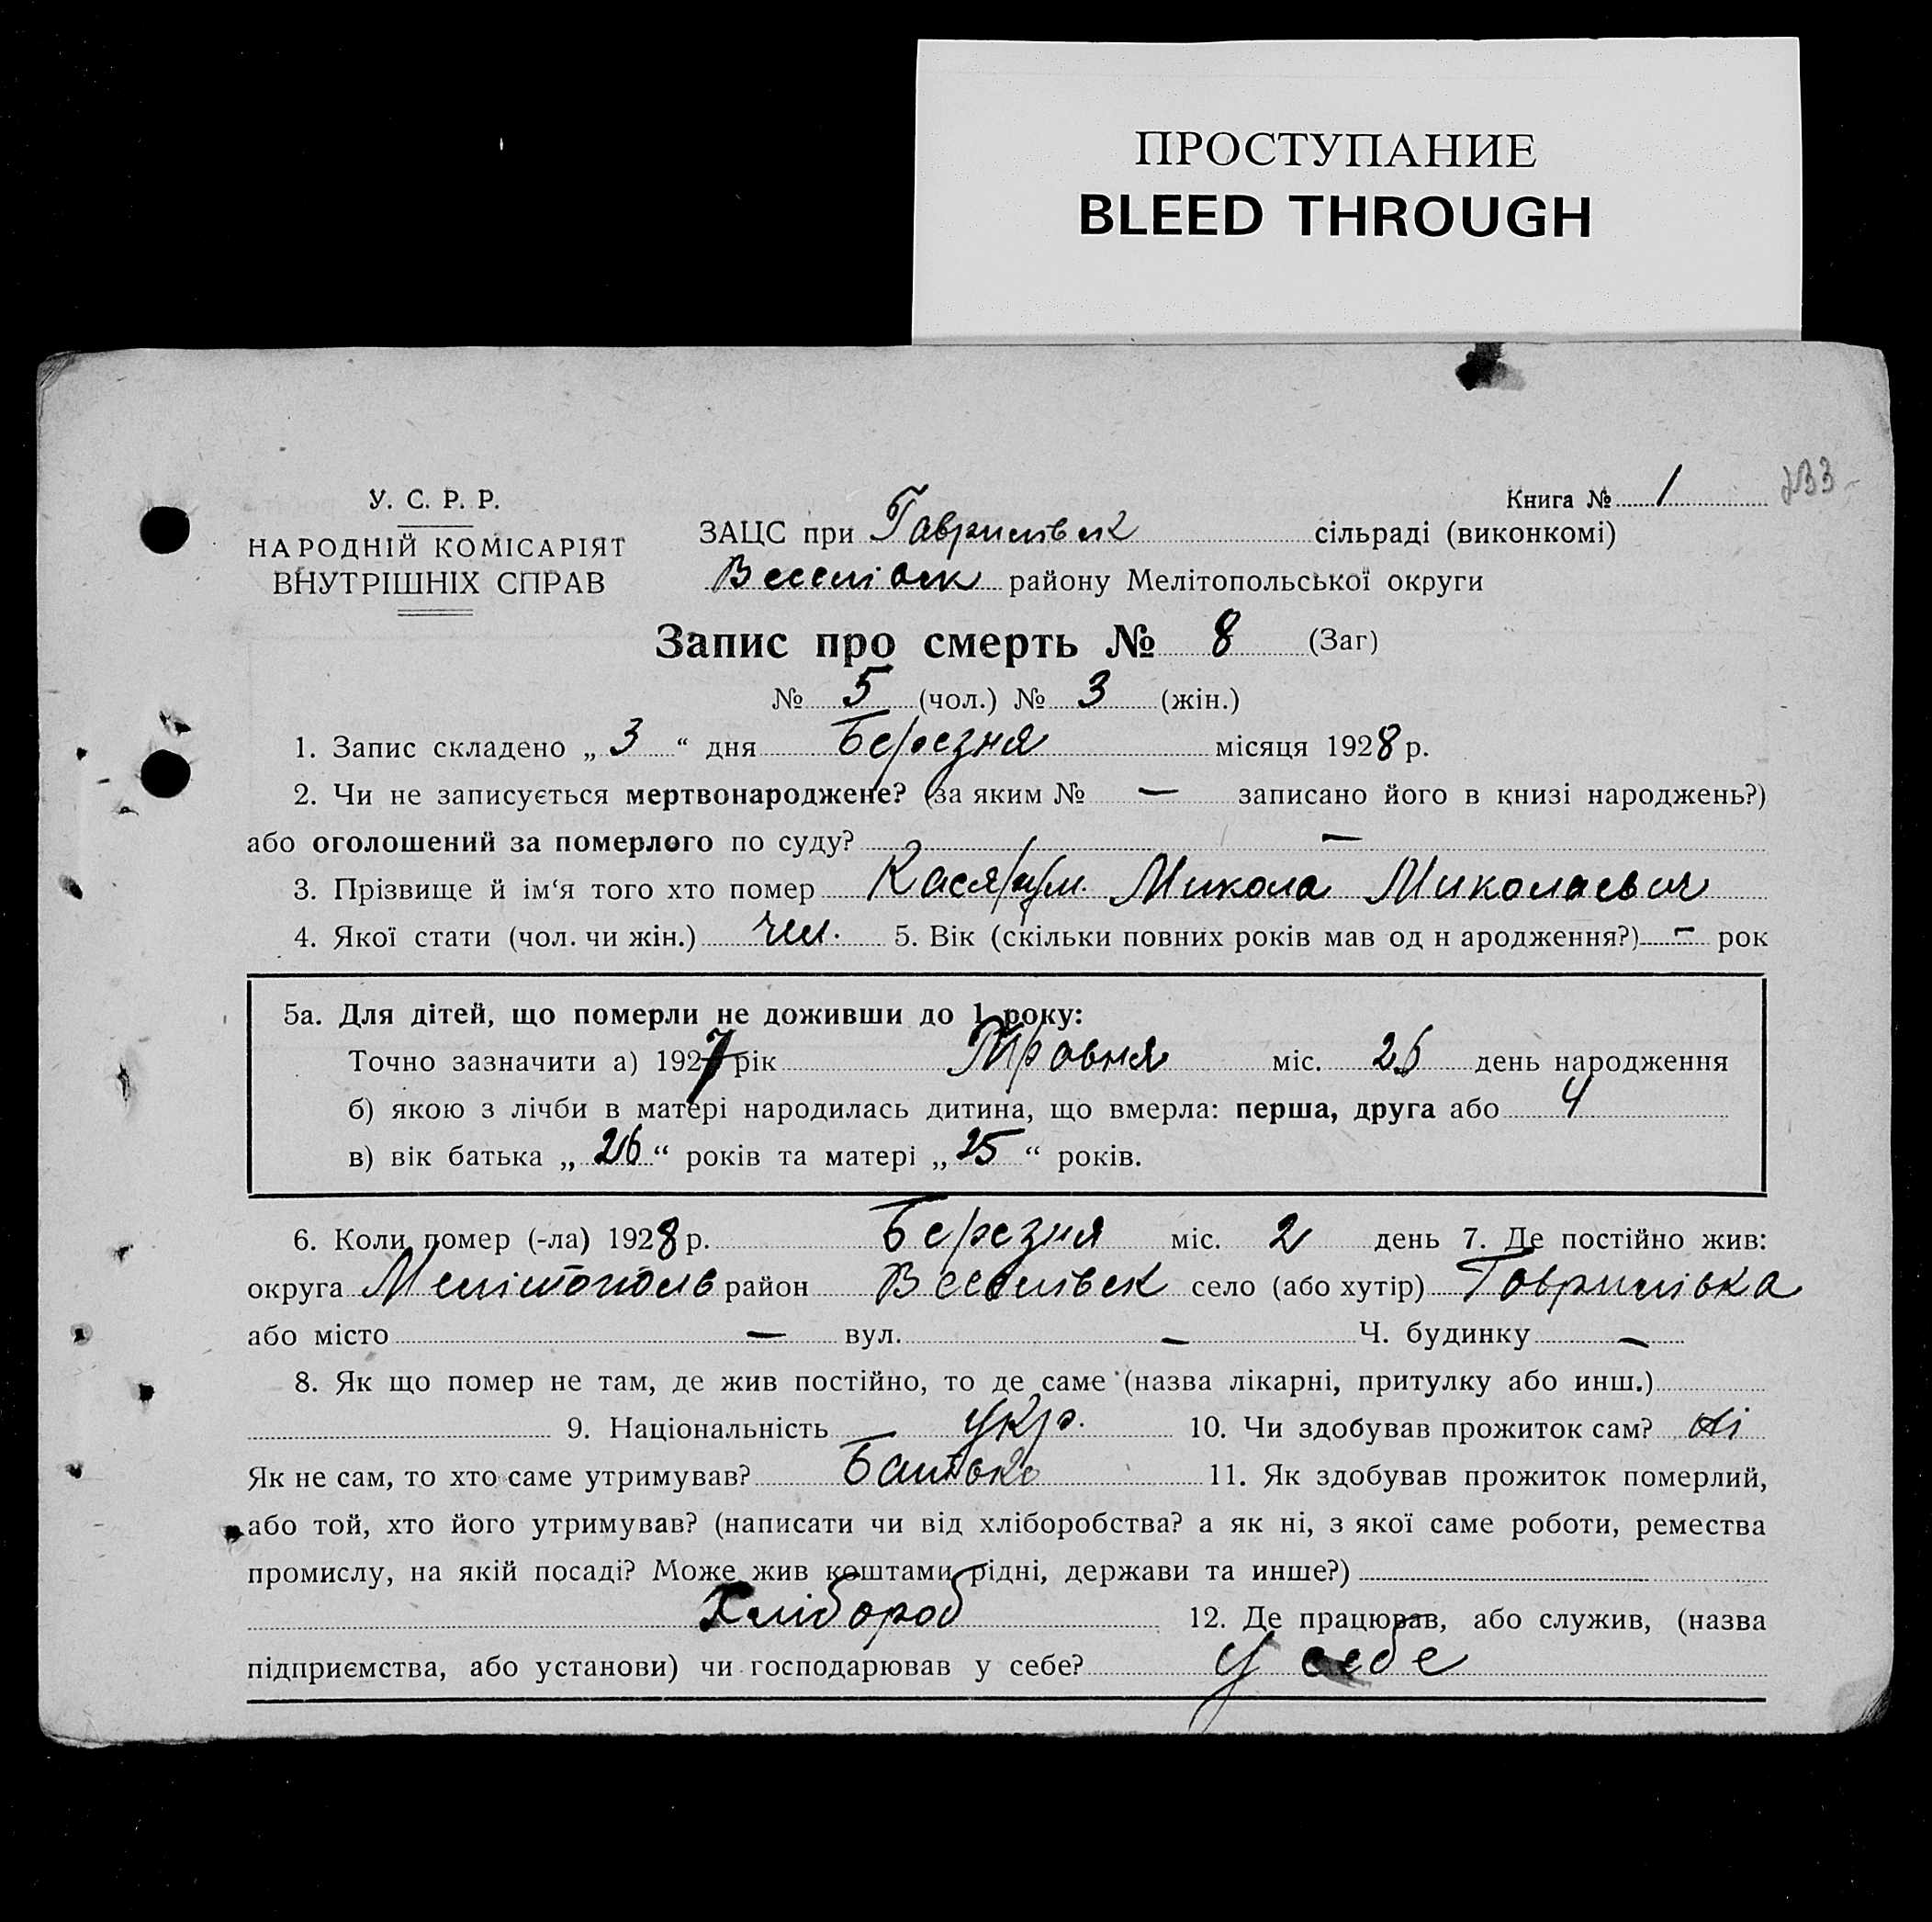 ПРОСТУПАНИЕ
BLEED THROUGH
Книга № 1
У. С. Р. Р.
НАРОДНІЙ КОМІСАРІЯТ
ВНУТРІШНІХ СПРАВ
ЗАЦС при Гаврилівск сільраді (виконкомі)
Веселівск району Мелітопольської округи
Запис про смерть № 8 (Заг)
№ 5 (чол.) № 3 (жін.)
1. Запис складено „ 3 “ дня Березня місяця 1928 р.
2. Чи не записується мертвонароджене? (за яким № — записано його в книзі народжень?)
або оголошений за померлого по суду? —
3. Прізвище й ім‘я того хто помер Микола Миколаевич
4. Якої стати (чол. чи жін.) чол. 5. Вік (скільки повних років мав од н ародження?) - рок
5а. Для дітей, що померли не доживши до 1 року:
Точно зазначити а) 1927 рік Травня міс. 26 день народження
б) якою з лічби в матері народилась дитина, що вмерла: перша, друга або 4
в) вік батька „ 26 “ років та матері „ 25 “ років.
6. Коли помер (-ла) 1928 р. Березня міс. 2 день 7. Де постійно жив:
округа Мелітополь район Веселівск село (або хутір) Гаврилівка
або місто — вул. — Ч. будинку —
8. Як що помер не там, де жив постійно, то де саме (назва лікарні, притулку або инш.)
9. Національність укр. 10. Чи здобував прожиток сам? ні
Як не сам, то хто саме утримував? Батько 11. Як здобував прожиток померлий,
або той, хто його утримував? (написати чи від хліборобства? а як ні, з якої саме роботи, ремества
промислу, на якій посаді? Може жив коштами рідні, держави та инше?)
Хлібороб 12. Де працював, або служив, (назва
підприємства, або установи) чи господарював у себе? у себе